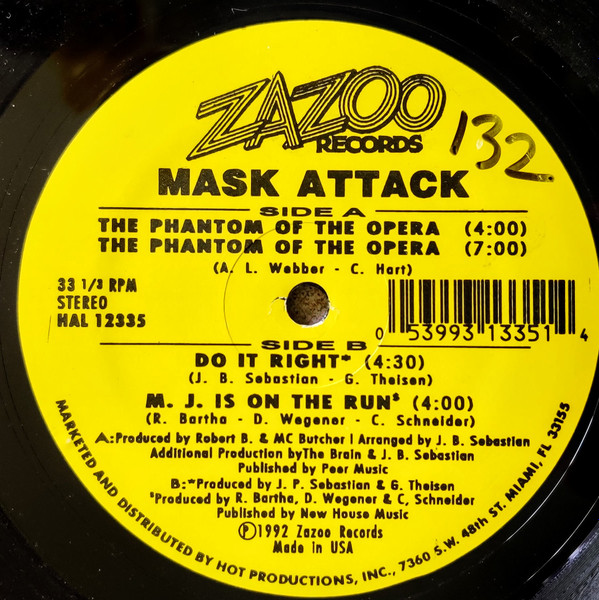 ZAZOO
RECORDS
132
MASK ATTACK
SIDE A
THE PHANTOM OF THE OPERA (4:00)
THE PHANTOM OF THE OPERA (7:00)
(A. L. Webber - C. Hart)
33 1/3 RPM
STEREO
HAL 12335
0 53993 13351 4
SIDE B
DO IT RIGHT* (4:30)
(J. B. Sebastian - G. Theisen)
M. J. IS ON THE RUN$ (4:00)
(R. Bartha - D. Wegener - C. Schneider)
A:Produced by Robert B. & MC Butcher | Arranged by J. B. Sebastian
Additional Production byThe Brain & J. B. Sebastian
Published by Peer Music
B:*Produced by J. P. Sebastian & G. Theisen
$Produced by R. Bartha, D. Wegener & C, Schneider
Published by New House Music
Ⓟ1992 Zazoo Records
Made in USA
MARKETED AND DISTRIBUTED BY HOT PRODUCTIONS, INC., 7360 S.W. 48th ST. MIAMI, FL 33155